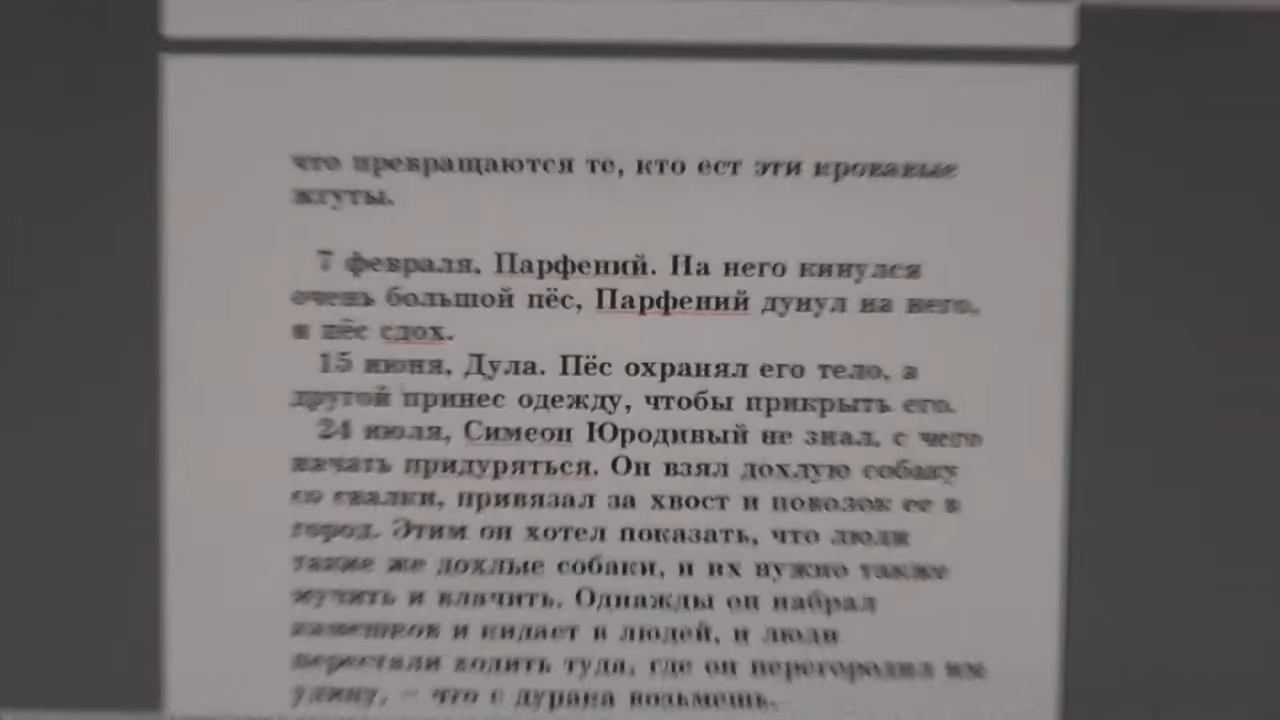 что превращаются те, кто ест эти кровавые
жгуты.
7 февраля, Парфений. На него кинулся
очень большой пёс, Парфений дунул на него,
и пёс сдох.
15 июня, Дула. Пёс охранял его тело, а
другой принес одежду, чтобы прикрыть его.
24 июля, Симеон Юродивый не знал, с чего
начать придуряться. Он взял дохлую собаку
со свалки, привязал за хвост и поволок ее в
город. Этим он хотел показать, что люди
такие же дохлые собаки, и их нужно также
мучить и влачить. Однажды он набрал
камешков и кидает в людей, и люди
перестали ходить туда, где он перегородил им
улицу, – что с дурака возьмешь.